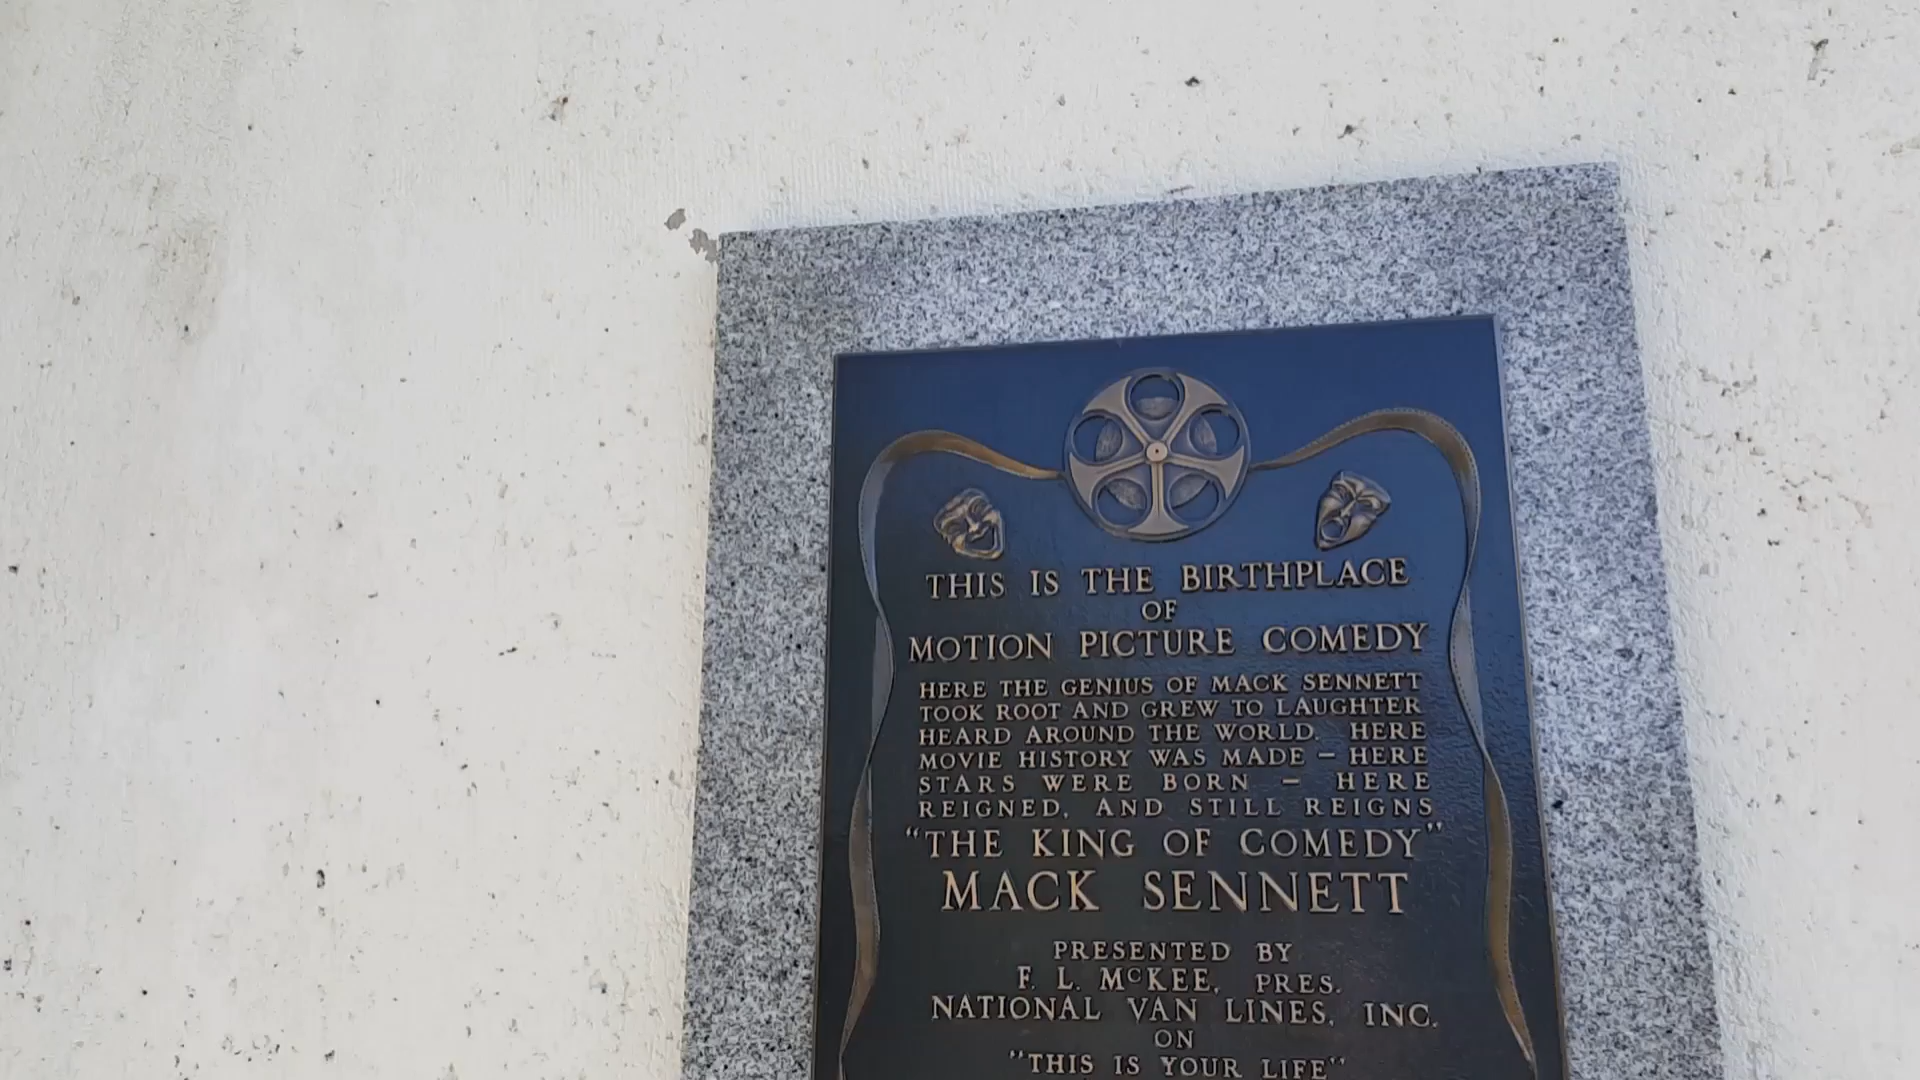 THIS IS THE BIRTHPLACE
OF
MOTION PICTURE COMEDY
HERE THE GENIUS OF MACK SENNETT
TOOK ROOT AND GREW TO LAUGHTER
HEARD AROUND THE WORLD. HERE
MOVIE HISTORY WAS MADE — HERE
STARS WERE BORN — HERE
REIGNED, AND STILL REIGNS
"THE KING OF COMEDY"
MACK SENNETT
PRESENTED BY
F. L. McKEE, PRES.
NATIONAL VAN LINES, INC.
ON
"THIS IS YOUR LIFE"